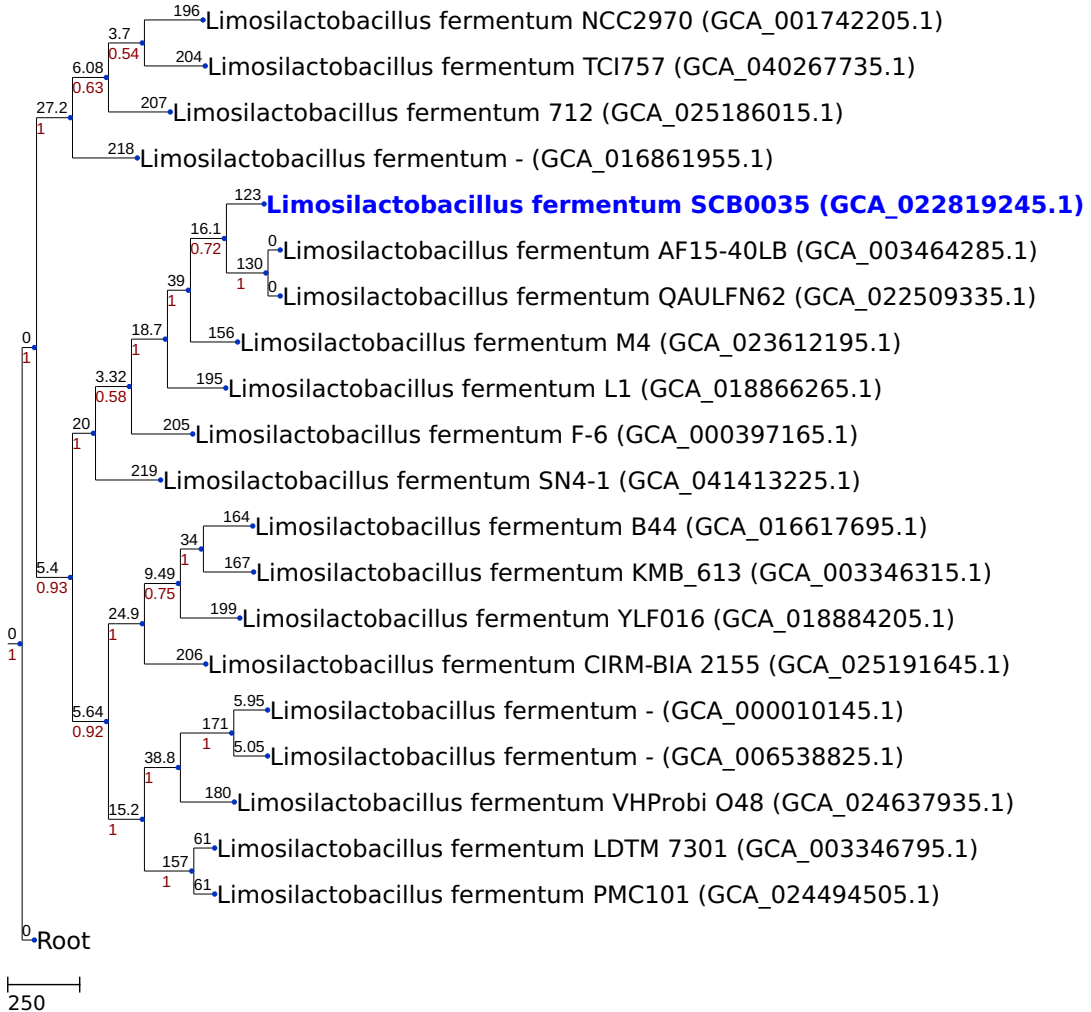 196
Limosilactobacillus fermentum NCC2970 (GCA_001742205.1)
3.7
0.54
204
Limosilactobacillus fermentum TCI757 (GCA_040267735.1)
6.08
0.63
207
Limosilactobacillus fermentum 712 (GCA_025186015.1)
27.2
1
218
Limosilactobacillus fermentum - (GCA_016861955.1)
123
Limosilactobacillus fermentum SCB0035 (GCA_022819245.1)
16.1
0.72
0
Limosilactobacillus fermentum AF15-40LB (GCA_003464285.1)
130
1
0
Limosilactobacillus fermentum QAULFN62 (GCA_022509335.1)
39
1
156
Limosilactobacillus fermentum M4 (GCA_023612195.1)
18.7
1
195
Limosilactobacillus fermentum L1 (GCA_018866265.1)
3.32
0.58
205
Limosilactobacillus fermentum F-6 (GCA_000397165.1)
20
1
219
Limosilactobacillus fermentum SN4-1 (GCA_041413225.1)
0
1
5.4
0.93
164
Limosilactobacillus fermentum B44 (GCA_016617695.1)
34
1
167
Limosilactobacillus fermentum KMB_613 (GCA_003346315.1)
9.49
0.75
199
Limosilactobacillus fermentum YLF016 (GCA_018884205.1)
24.9
1
206
Limosilactobacillus fermentum CIRM-BIA 2155 (GCA_025191645.1)
0
1
5.64
0.92
5.95
Limosilactobacillus fermentum - (GCA_000010145.1)
171
1
5.05
Limosilactobacillus fermentum - (GCA_006538825.1)
38.8
1
180
Limosilactobacillus fermentum VHProbi O48 (GCA_024637935.1)
15.2
1
61
Limosilactobacillus fermentum LDTM 7301 (GCA_003346795.1)
157
1
61
Limosilactobacillus fermentum PMC101 (GCA_024494505.1)
0
Root
250